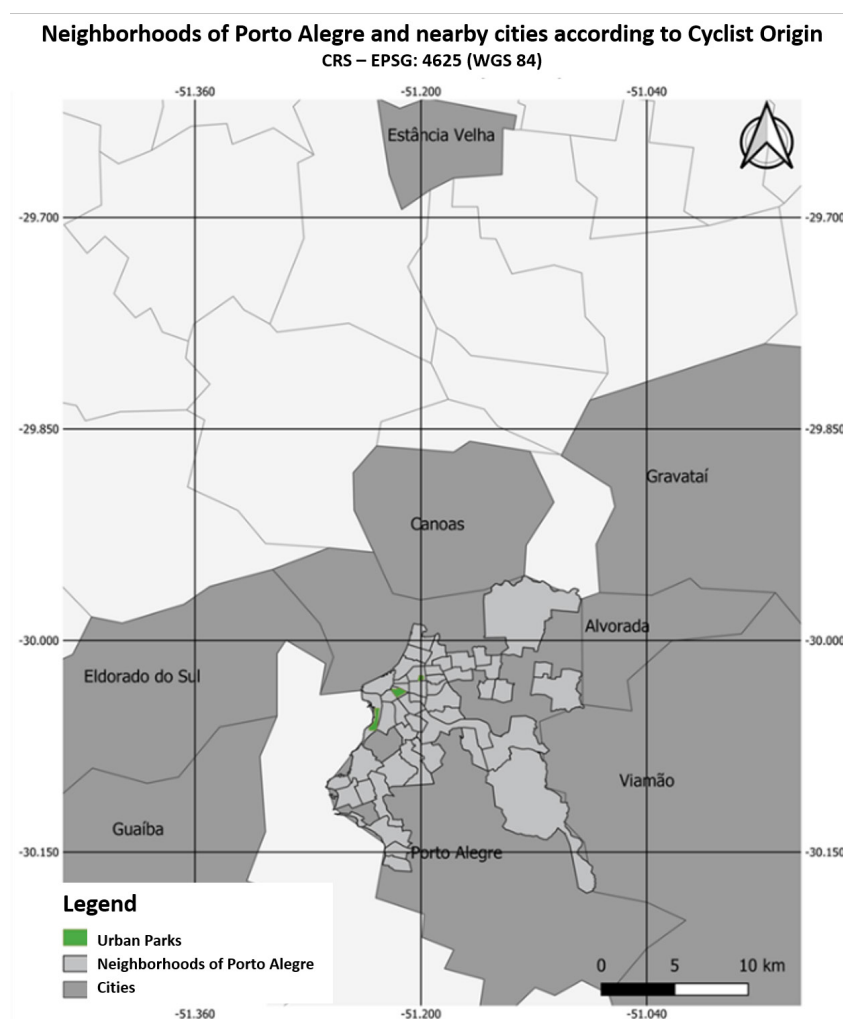 Neighborhoods of Porto Alegre and nearby cities according to Cyclist Origin
CRS – EPSG: 4625 (WGS 84)
-51.360 -51.200 -51.040
Estância Velha
-29.700 -29.700
-29.850 -29.850
Gravataí
Canoas
Alvorada
-30.000 -30.000
Eldorado do Sul
Viamão
Guaíba
-30.150 Porto Alegre -30.150
Legend
Urban Parks
Neighborhoods of Porto Alegre
Cities
0 5 10 km
-51.360 -51.200 -51.040